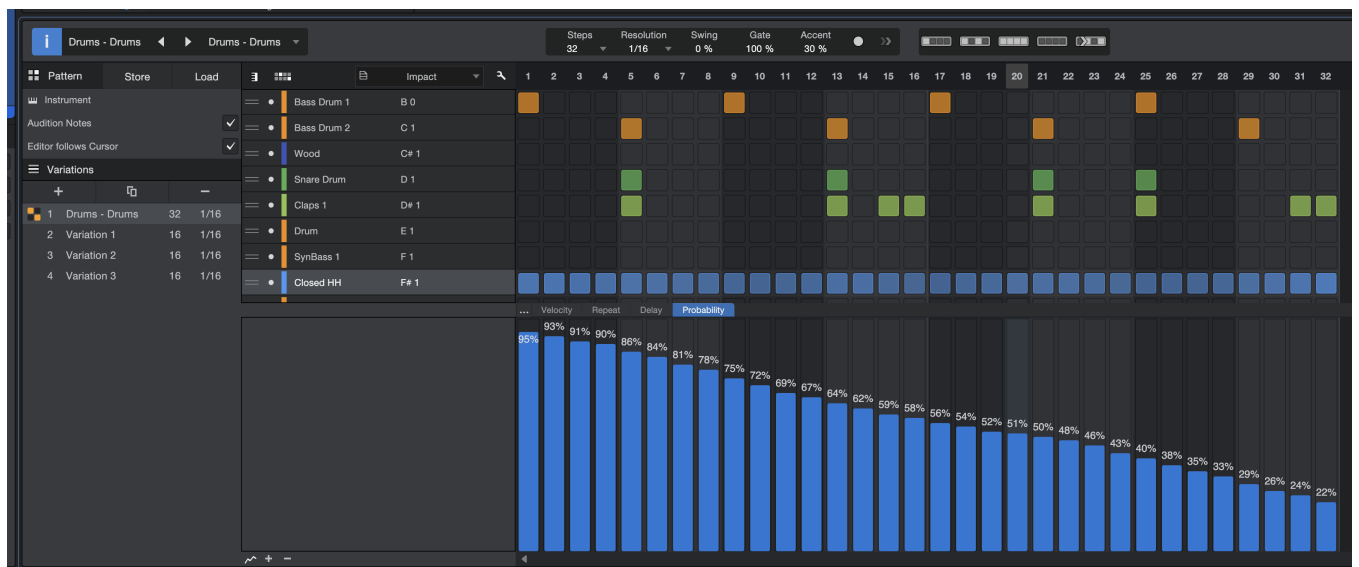 i Drums - Drums Drums - Drums
Steps Resolution Swing Gate Accent
32 1/16 0 % 100 % 30 %
Pattern Store Load
Impact
1 2 3 4 5 6 7 8 9 10 11 12 13 14 15 16 17 18 19 20 21 22 23 24 25 26 27 28 29 30 31 32
Instrument
Audition Notes
Editor follows Cursor
Variations
+ −
1 Drums - Drums 32 1/16
2 Variation 1 16 1/16
3 Variation 2 16 1/16
4 Variation 3 16 1/16
Bass Drum 1 B 0
Bass Drum 2 C 1
Wood C# 1
Snare Drum D 1
Claps 1 D# 1
Drum E 1
SynBass 1 F 1
Closed HH F# 1
... Velocity Repeat Delay Probability
95% 93% 91% 90% 86% 84% 81% 78% 75% 72% 69% 67% 64% 62% 59% 58% 56% 54% 52% 51% 50% 48% 46% 43% 40% 38% 35% 33% 29% 26% 24% 22%
+ −